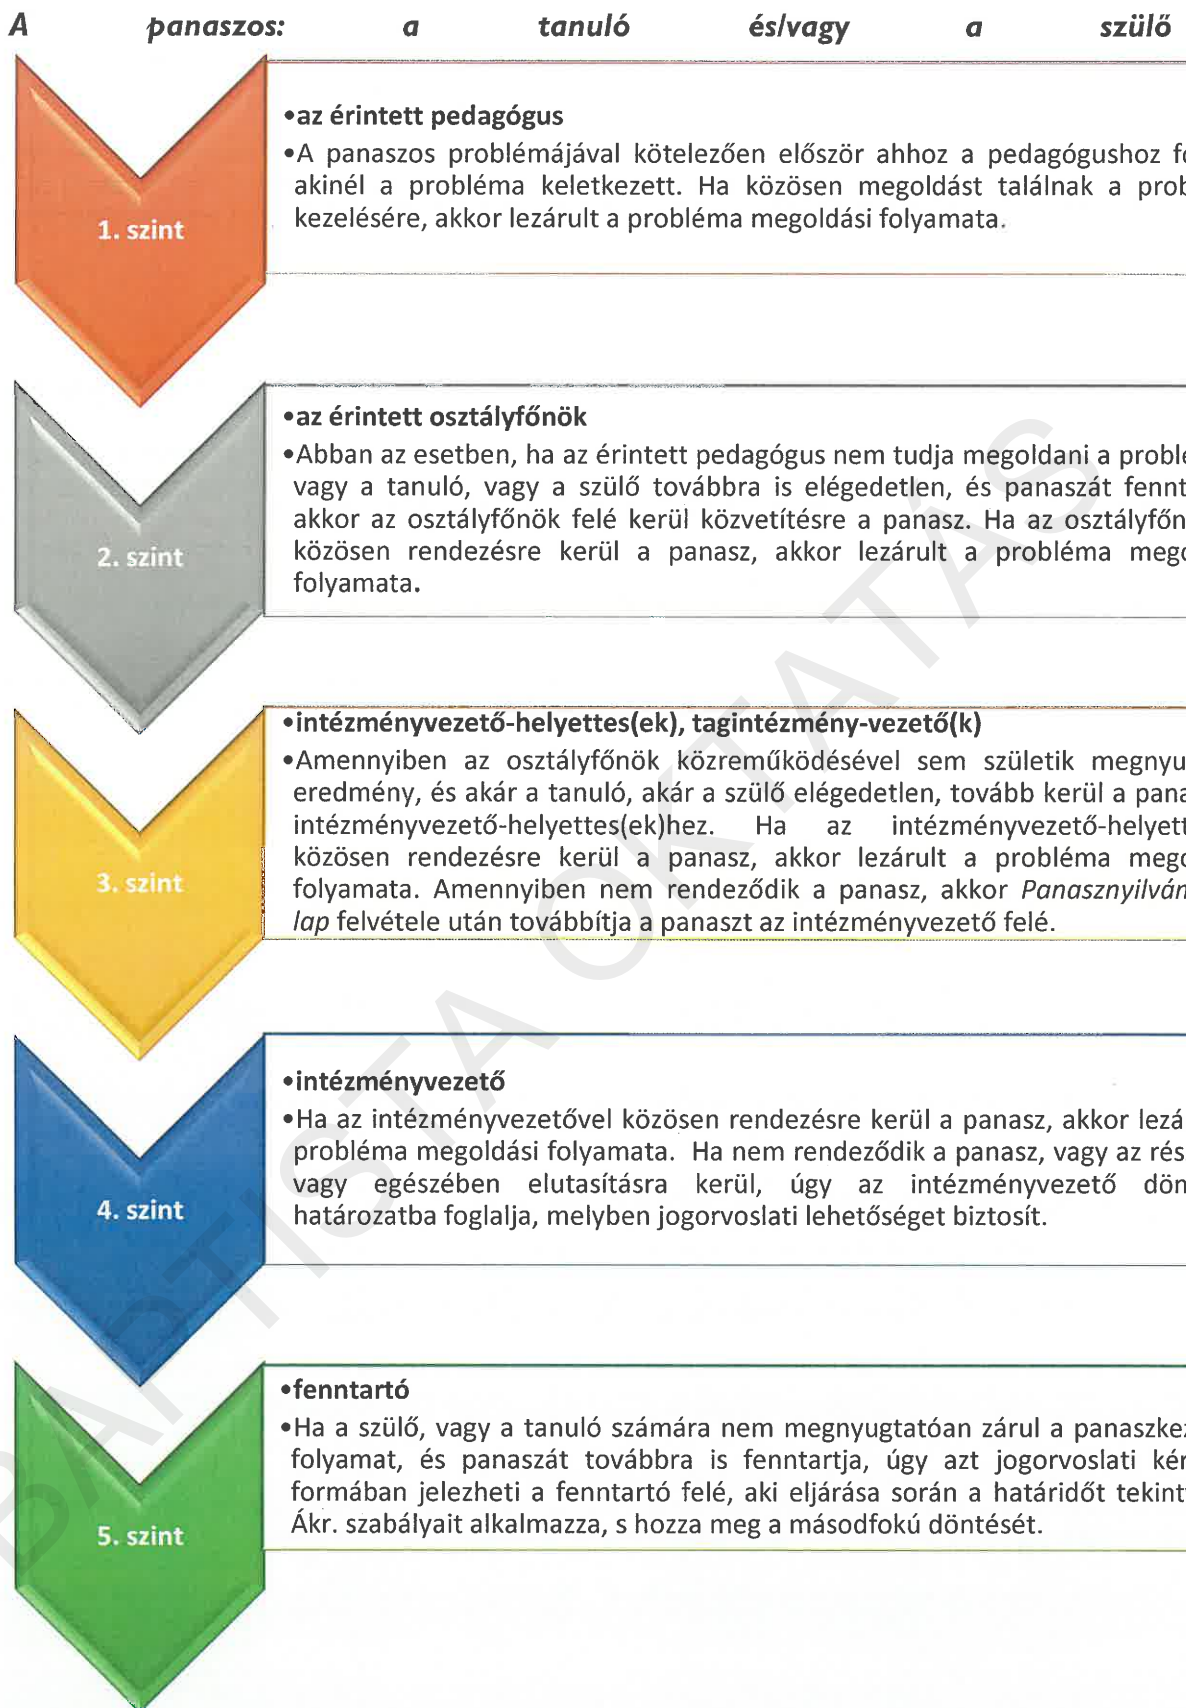 A panaszos: a tanuló és/vagy a szülő
1. szint
•az érintett pedagógus
•A panaszos problémájával kötelezően először ahhoz a pedagógushoz
akinél a probléma keletkezett. Ha közösen megoldást találnak a
kezelésére, akkor lezárult a probléma megoldási folyamata.
2. szint
•az érintett osztályfőnök
•Abban az esetben, ha az érintett pedagógus nem tudja megoldani a
vagy a tanuló, vagy a szülő továbbra is elégedetlen, és panaszát
akkor az osztályfőnök felé kerül közvetítésre a panasz. Ha az
közösen rendezésre kerül a panasz, akkor lezárult a probléma
folyamata.
3. szint
•intézményvezető-helyettes(ek), tagintézmény-vezető(k)
•Amennyiben az osztályfőnök közreműködésével sem születik
eredmény, és akár a tanuló, akár a szülő elégedetlen, tovább kerül a
intézményvezető-helyettes(ek)hez. Ha az
közösen rendezésre kerül a panasz, akkor lezárult a probléma
folyamata. Amennyiben nem rendeződik a panasz, akkor
lap felvétele után továbbítja a panaszt az intézményvezető felé.
4. szint
•intézményvezető
•Ha az intézményvezetővel közösen rendezésre kerül a panasz, akkor
probléma megoldási folyamata. Ha nem rendeződik a panasz, vagy az
vagy egészében elutasításra kerül, úgy az intézményvezető
határozatba foglalja, melyben jogorvoslati lehetőséget biztosít.
5. szint
•fenntartó
•Ha a szülő, vagy a tanuló számára nem megnyugtatóan zárul a
folyamat, és panaszát továbbra is fenntartja, úgy azt jogorvoslati
formában jelezheti a fenntartó felé, aki eljárása során a határidőt
Ákr. szabályait alkalmazza, s hozza meg a másodfokú döntését.
BAPTISTA OKTATÁS